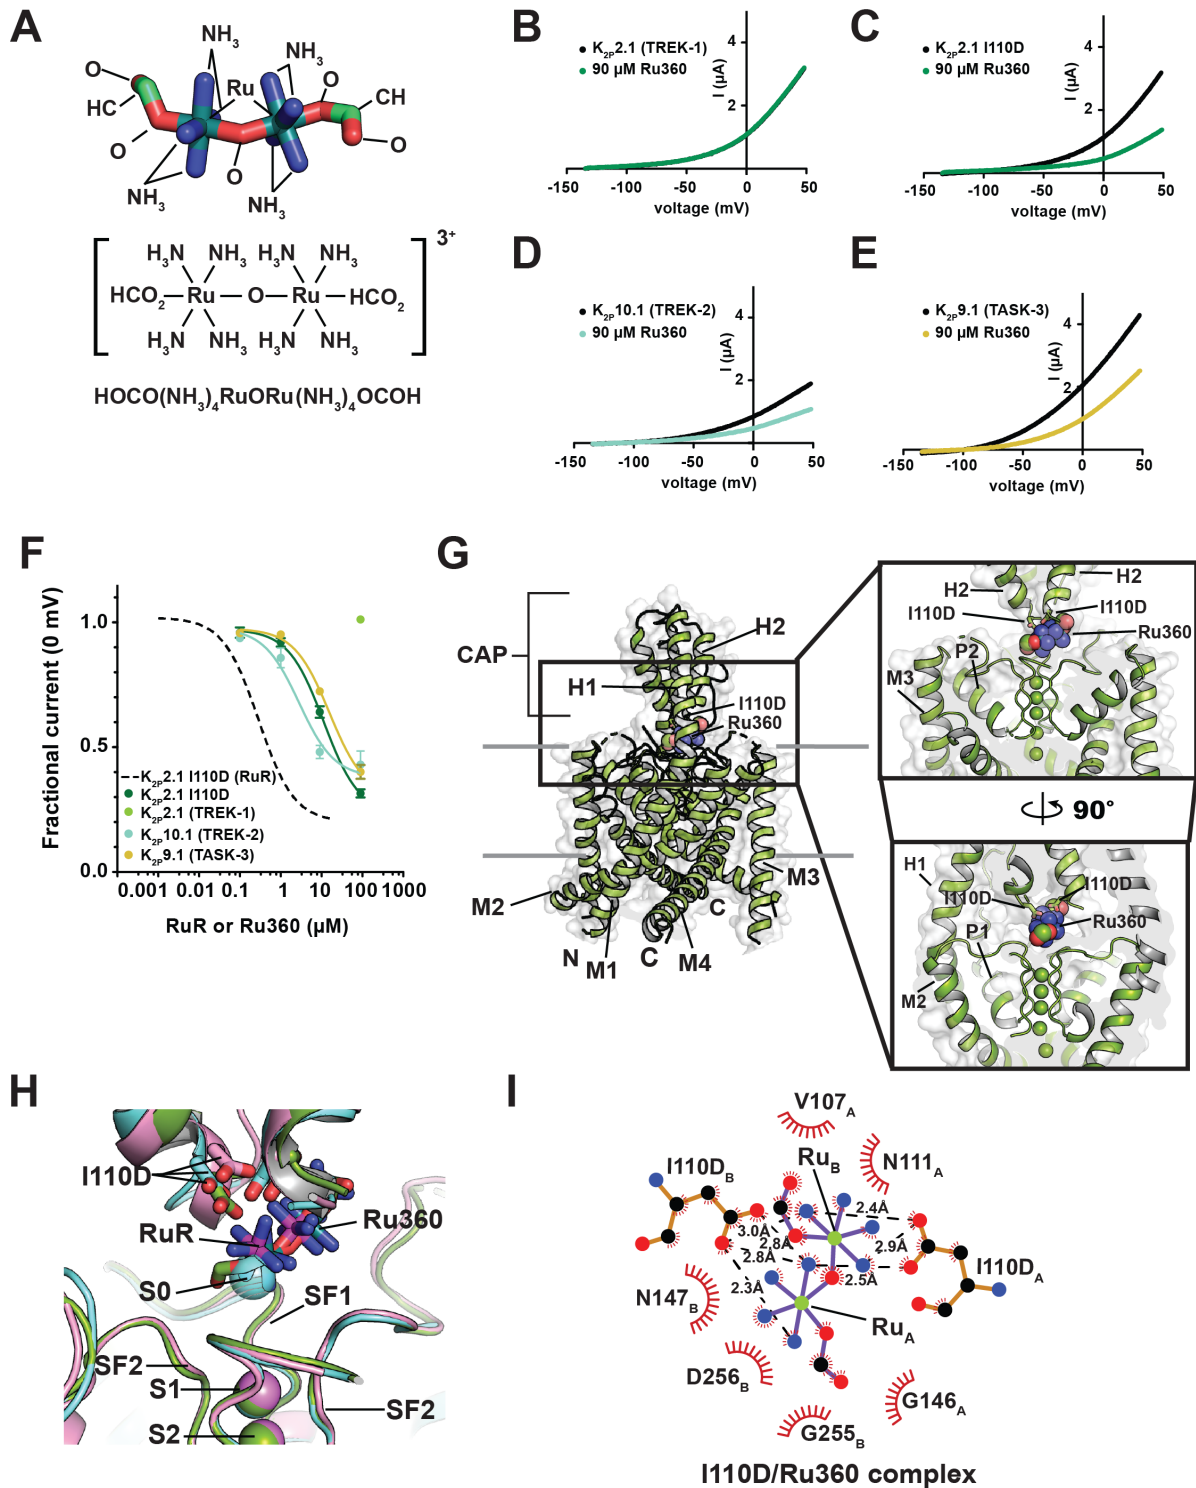 A
NH3
NH3
O
Ru
O
HC
CH
O
O
O
NH3
NH3
3+
H3N NH3 H3N NH3
HCO2 Ru O Ru HCO2
H3N NH3 H3N NH3
HOCO(NH3)4RuORu(NH3)4OCOH
B
K2P2.1 (TREK-1)
90 µM Ru360
I (µA)
4
2
-150 -100 -50 0 50
voltage (mV)
C
K2P2.1 I110D
90 µM Ru360
I (µA)
4
2
-150 -100 -50 0 50
voltage (mV)
D
K2P10.1 (TREK-2)
90 µM Ru360
I (µA)
4
2
-150 -100 -50 0 50
voltage (mV)
E
K2P9.1 (TASK-3)
90 µM Ru360
I (µA)
4
2
-150 -100 -50 0 50
voltage (mV)
F
Fractional current (0 mV)
1.0
0.5
0.0
K2P2.1 I110D (RuR)
K2P2.1 I110D
K2P2.1 (TREK-1)
K2P10.1 (TREK-2)
K2P9.1 (TASK-3)
0.001 0.01 0.1 1 10 100 1000
RuR or Ru360 (µM)
G
CAP
H2
H1
I110D
Ru360
M2
M3
N
M1
C
M4
C
H2
H2
I110D
I110D
Ru360
P2
M3
90°
H1
I110D
I110D
Ru360
P1
M2
H
I110D
RuR
Ru360
S0
SF1
SF2
S1
SF2
S2
I
V107A
RuB
N111A
I110DB
2.4Å
3.0Å
2.8Å
2.9Å
2.8Å
I110DA
2.5Å
2.3Å
N147B
RuA
D256B
G146A
G255B
I110D/Ru360 complex